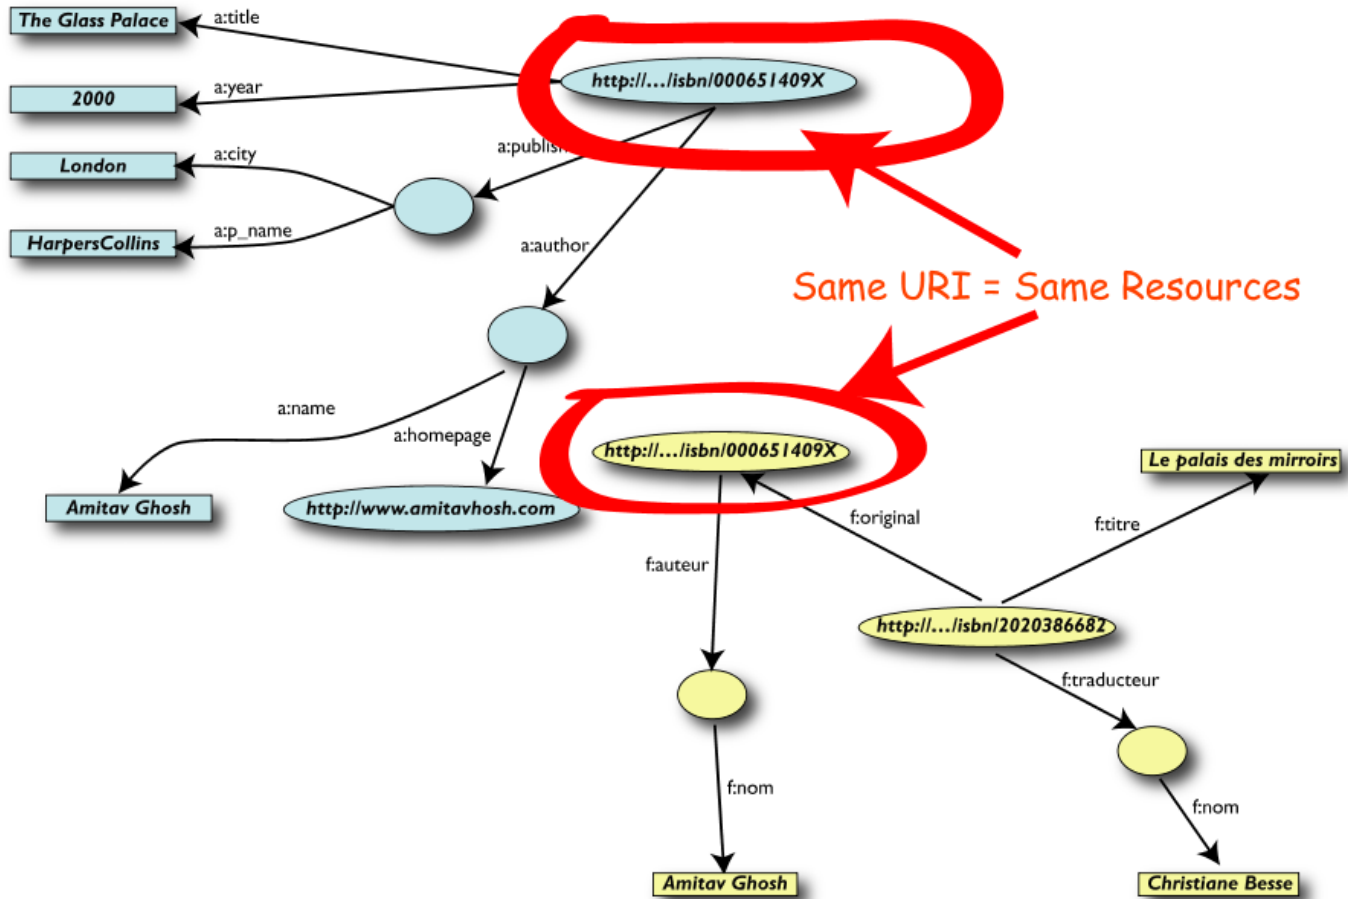 The Glass Palace
a:title
http://.../isbn/000651409X
2000
a:year
London
a:city
a:publish
HarpersCollins
a:p_name
a:author
Same URI = Same Resources
a:name
a:homepage
Amitav Ghosh
http://www.amitavhosh.com
http://.../isbn/000651409X
Le palais des mirroirs
f:original
f:titre
f:auteur
http://.../isbn/2020386682
f:traducteur
f:nom
f:nom
Amitav Ghosh
Christiane Besse